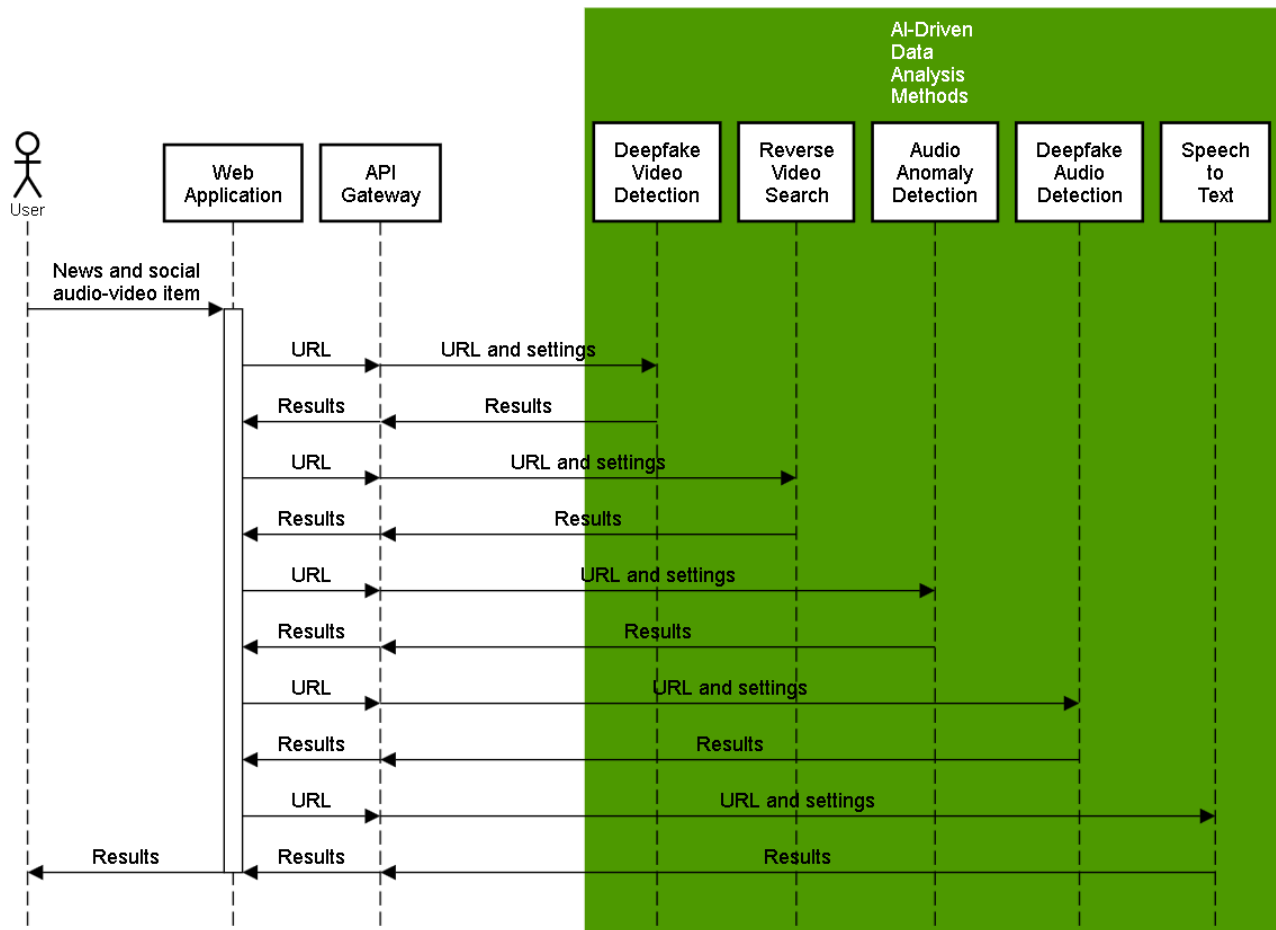 AI-Driven
Data
Analysis
Methods
User
Web
Application
API
Gateway
Deepfake
Video
Detection
Reverse
Video
Search
Audio
Anomaly
Detection
Deepfake
Audio
Detection
Speech
to
Text
News and social
audio-video item
URL
URL and settings
Results
Results
URL
URL and settings
Results
Results
URL
URL and settings
Results
Results
URL
URL and settings
Results
Results
URL
URL and settings
Results
Results
Results